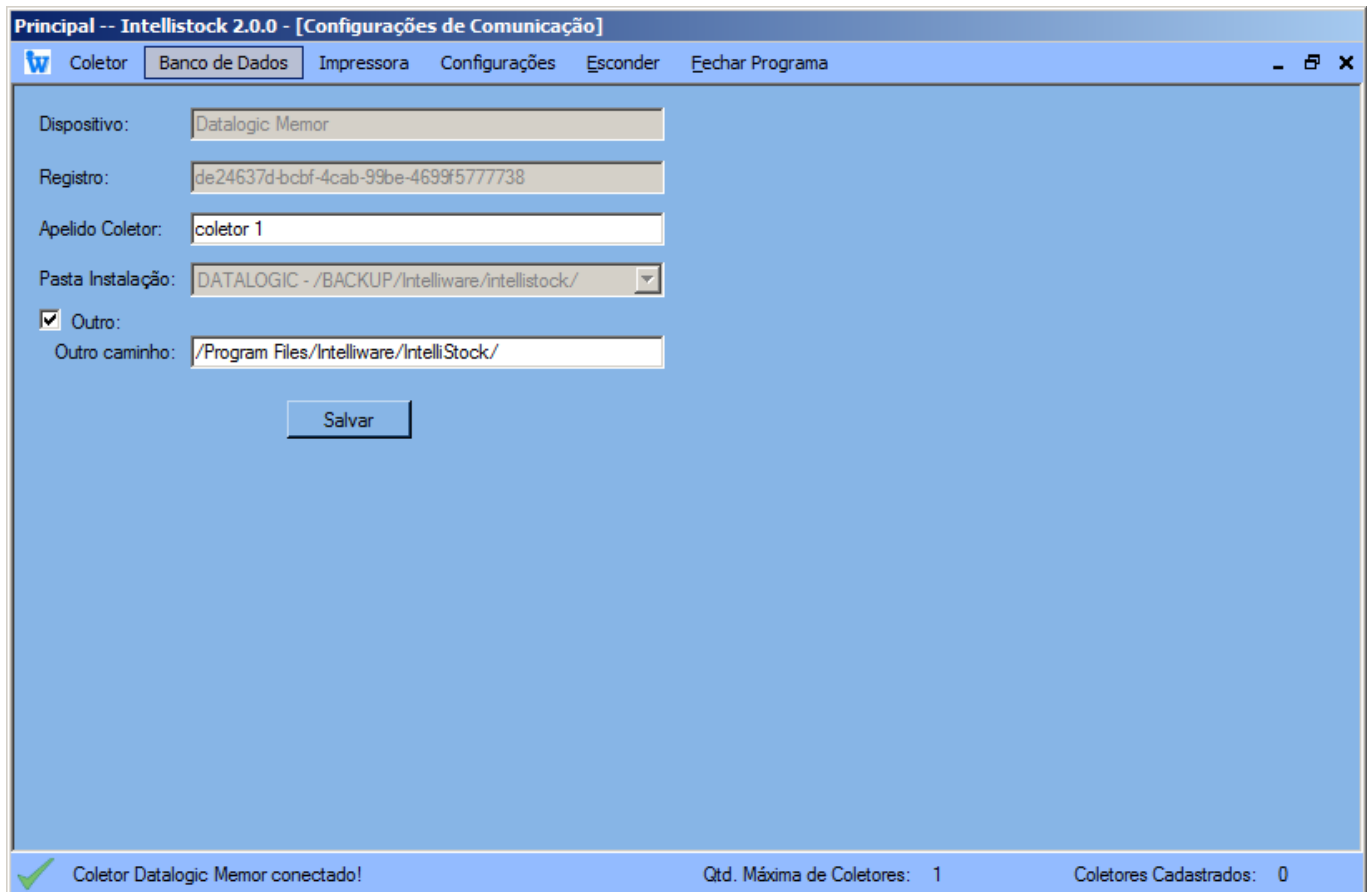 Principal -- Intellistock 2.0.0 - [Configurações de Comunicação]
Coletor Banco de Dados Impressora Configurações Esconder Fechar Programa
Dispositivo: Datalogic Memor
Registro: de24637d-bcbf-4cab-99be-4699f5777738
Apelido Coletor: coletor 1
Pasta Instalação: DATALOGIC - /BACKUP/Intelliware/intellistock/
Outro:
Outro caminho: /Program Files/Intelliware/IntelliStock/
Salvar
Coletor Datalogic Memor conectado! Qtd. Máxima de Coletores: 1 Coletores Cadastrados: 0